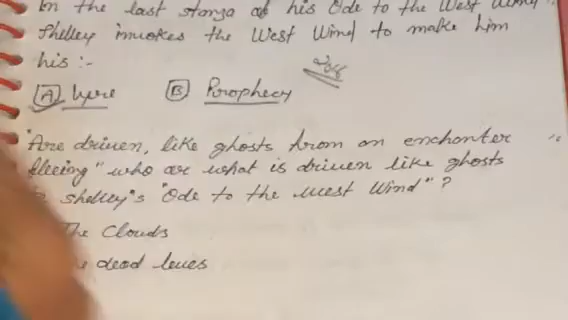 In the last stanza of his Ode to the West Wind
Shelley invokes the West Wind to make him
his :-
A lyre B Prophecy
"Are driven, like ghosts from an enchanter
fleeing" who or what is driven like ghosts
shelley's "Ode to the west Wind"?
The Clouds
dead leves